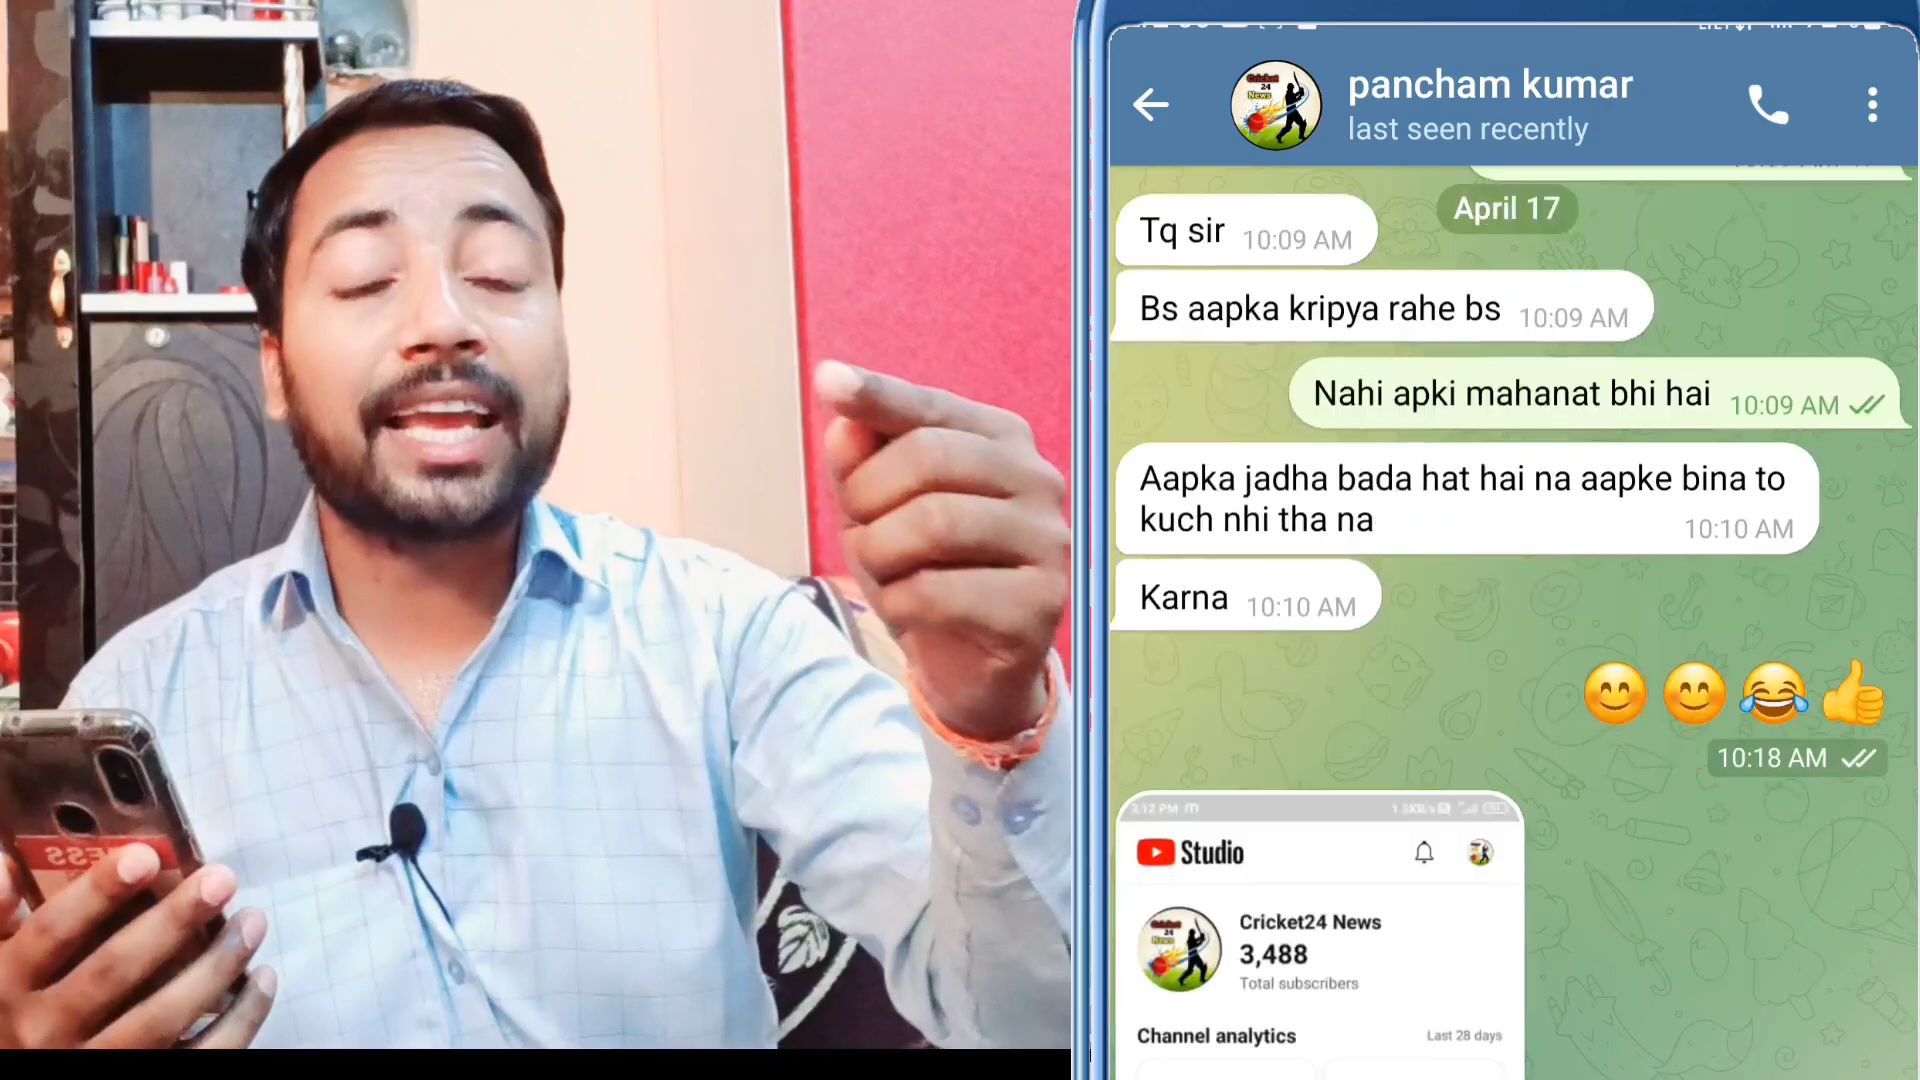 pancham kumar
last seen recently
April 17
Tq sir 10:09 AM
Bs aapka kripya rahe bs 10:09 AM
Nahi apki mahanat bhi hai 10:09 AM
Aapka jadha bada hat hai na aapke bina to
kuch nhi tha na 10:10 AM
Karna 10:10 AM
10:18 AM
Studio
Cricket24 News
3,488
Total subscribers
Channel analytics Last 28 days
Cricket
24
News